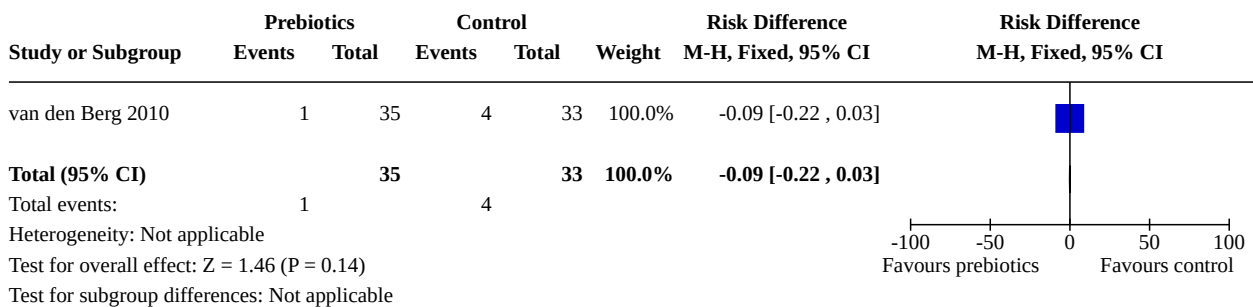 Prebiotics Control Risk Difference Risk Difference
Study or Subgroup Events Total Events Total Weight M-H, Fixed, 95% CI M-H, Fixed, 95% CI
van den Berg 2010 1 35 4 33 100.0% -0.09 [-0.22 , 0.03]
Total (95% CI) 35 33 100.0% -0.09 [-0.22 , 0.03]
Total events: 1 4
Heterogeneity: Not applicable
-100 -50 0 50 100
Test for overall effect: Z = 1.46 (P = 0.14)
Favours prebiotics Favours control
Test for subgroup differences: Not applicable